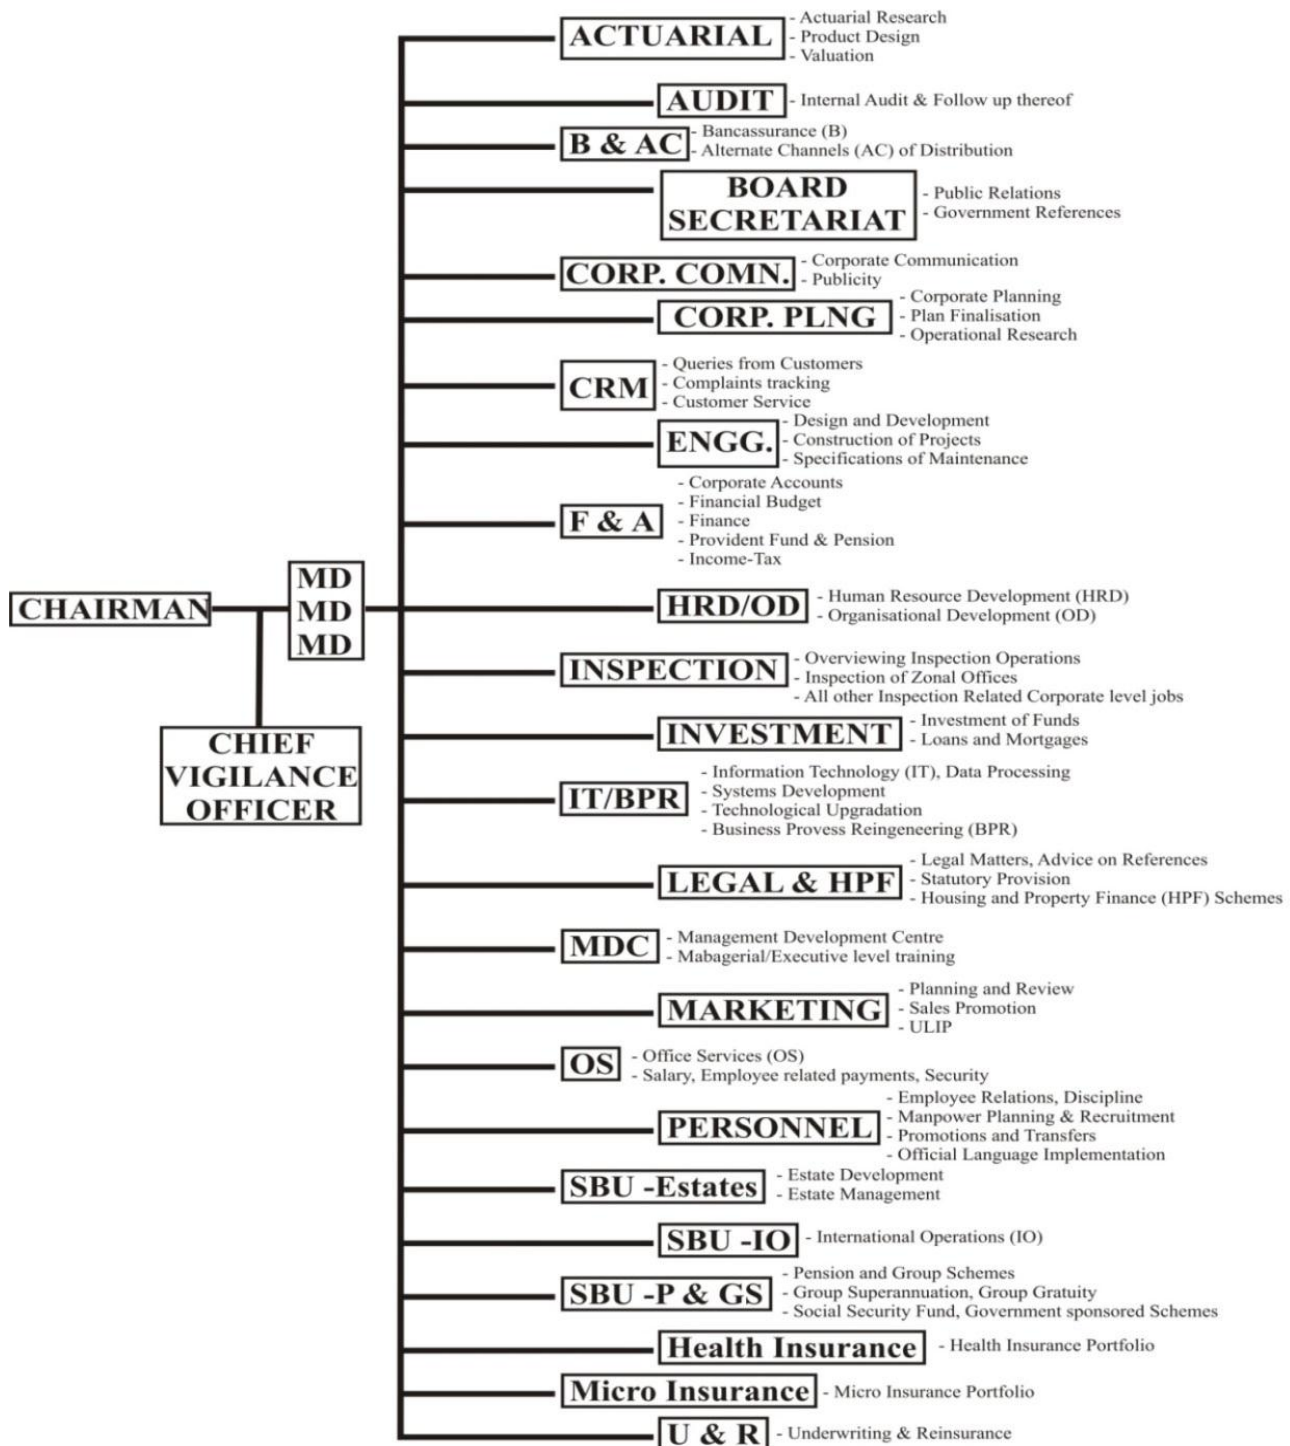 ACTUARIAL
- Actuarial Research
- Product Design
- Valuation
AUDIT
- Internal Audit & Follow up thereof
B & AC
- Bancassurance (B)
- Alternate Channels (AC) of Distribution
BOARD
SECRETARIAT
- Public Relations
- Government References
CORP. COMN.
- Corporate Communication
- Publicity
CORP. PLNG
- Corporate Planning
- Plan Finalisation
- Operational Research
CRM
- Queries from Customers
- Complaints tracking
- Customer Service
ENGG.
- Design and Development
- Construction of Projects
- Specifications of Maintenance
F & A
- Corporate Accounts
- Financial Budget
- Finance
- Provident Fund & Pension
- Income-Tax
CHAIRMAN
MD
MD
MD
CHIEF
VIGILANCE
OFFICER
HRD/OD
- Human Resource Development (HRD)
- Organisational Development (OD)
INSPECTION
- Overviewing Inspection Operations
- Inspection of Zonal Offices
- All other Inspection Related Corporate level jobs
INVESTMENT
- Investment of Funds
- Loans and Mortgages
IT/BPR
- Information Technology (IT), Data Processing
- Systems Development
- Technological Upgradation
- Business Provess Reingeneering (BPR)
LEGAL & HPF
- Legal Matters, Advice on References
- Statutory Provision
- Housing and Property Finance (HPF) Schemes
MDC
- Management Development Centre
- Mabagerial/Executive level training
MARKETING
- Planning and Review
- Sales Promotion
- ULIP
OS
- Office Services (OS)
- Salary, Employee related payments, Security
PERSONNEL
- Employee Relations, Discipline
- Manpower Planning & Recruitment
- Promotions and Transfers
- Official Language Implementation
SBU -Estates
- Estate Development
- Estate Management
SBU -IO
- International Operations (IO)
SBU -P & GS
- Pension and Group Schemes
- Group Superannuation, Group Gratuity
- Social Security Fund, Government sponsored Schemes
Health Insurance
- Health Insurance Portfolio
Micro Insurance
- Micro Insurance Portfolio
U & R
- Underwriting & Reinsurance